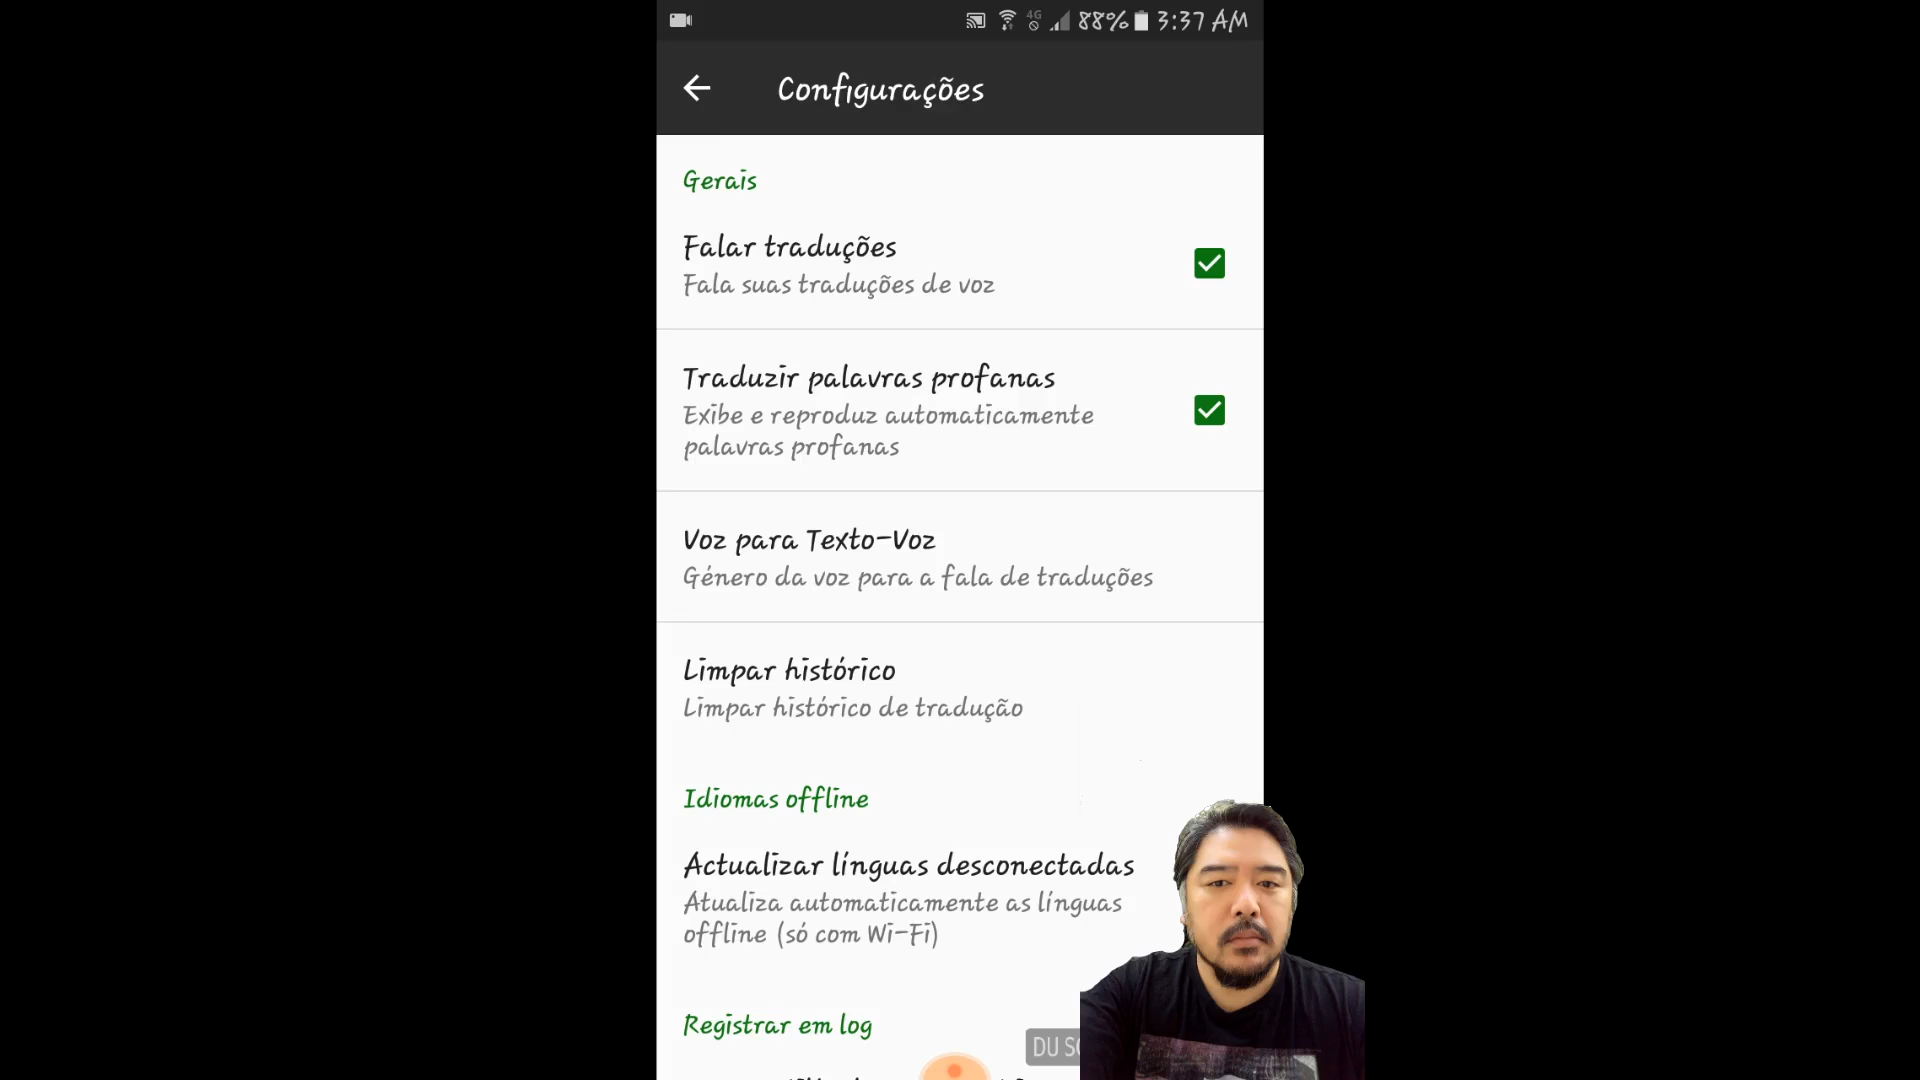 4G 88% 3:37 AM
Configurações
Gerais
Falar traduções
Fala suas traduções de voz
Traduzir palavras profanas
Exibe e reproduz automaticamente
palavras profanas
Voz para Texto-Voz
Género da voz para a fala de traduções
Limpar histórico
Limpar histórico de tradução
Idiomas offline
Actualizar línguas desconectadas
Atualiza automaticamente as línguas
offline (só com Wi-Fi)
Registrar em log
DU